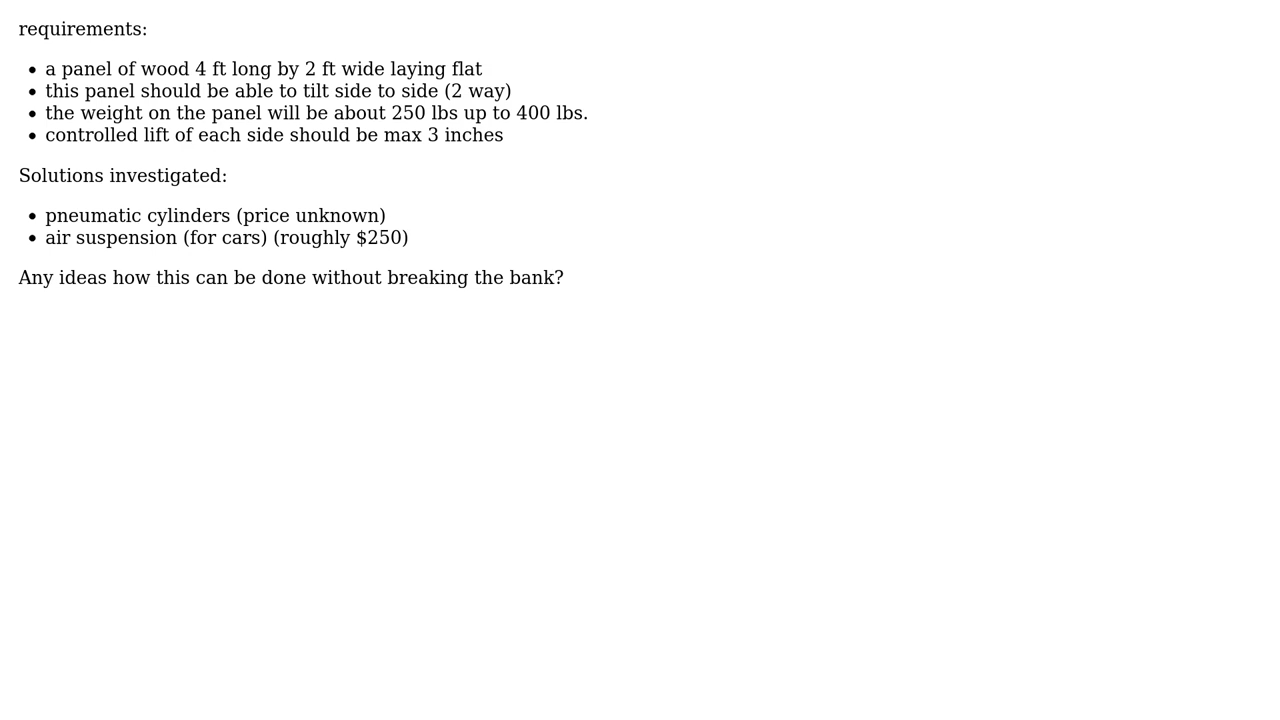 requirements:
• a panel of wood 4 ft long by 2 ft wide laying flat
• this panel should be able to tilt side to side (2 way)
• the weight on the panel will be about 250 lbs up to 400 lbs.
• controlled lift of each side should be max 3 inches
Solutions investigated:
• pneumatic cylinders (price unknown)
• air suspension (for cars) (roughly $250)
Any ideas how this can be done without breaking the bank?